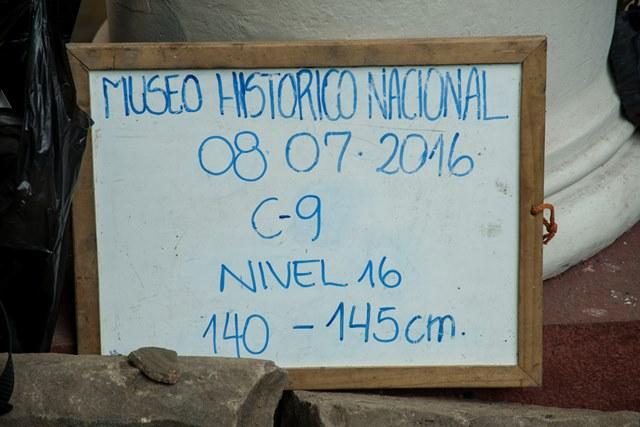 MUSEO HISTORICO NACIONAL
08 07. 2016
C-9
NIVEL 16
140 - 145cm.